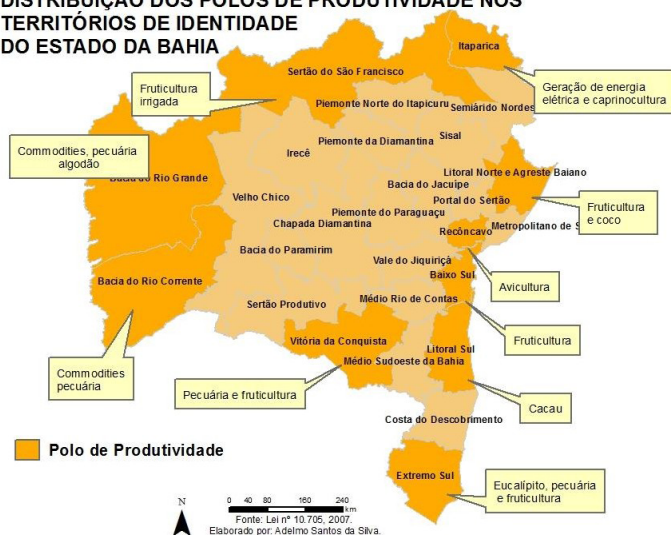 DISTRIBUIÇÃO DOS POLOS DE PRODUTIVIDADE NOS
TERRITÓRIOS DE IDENTIDADE
DO ESTADO DA BAHIA
Itaparica
Sertão do São Francisco
Fruticultura
irrigada
Geração de energia
elétrica e caprinocultura
Piemonte Norte do Itapicuru
Semiárido Nordes
Commodities, pecuária
algodão
Piemonte da Diamantina
Sisal
Irecê
Bacia do Rio Grande
Litoral Norte e Agreste Baiano
Bacia do Jacuípe
Velho Chico
Portal do Sertão
Fruticultura
e coco
Piemonte do Paraguaçu
Chapada Diamantina
Recôncavo
Metropolitano de S
Bacia do Paramirim
Vale do Jiquiriçá
Baixo Sul
Bacia do Rio Corrente
Avicultura
Sertão Produtivo
Médio Rio de Contas
Fruticultura
Vitória da Conquista
Litoral Sul
Médio Sudoeste da Bahia
Commodities
pecuária
Pecuária e fruticultura
Cacau
Costa do Descobrimento
Polo de Produtividade
Extremo Sul
Eucalípito, pecuária
e fruticultura
N
0 40 80 160 240
km
Fonte: Lei nº 10.705, 2007.
Elaborado por: Adelmo Santos da Silva.